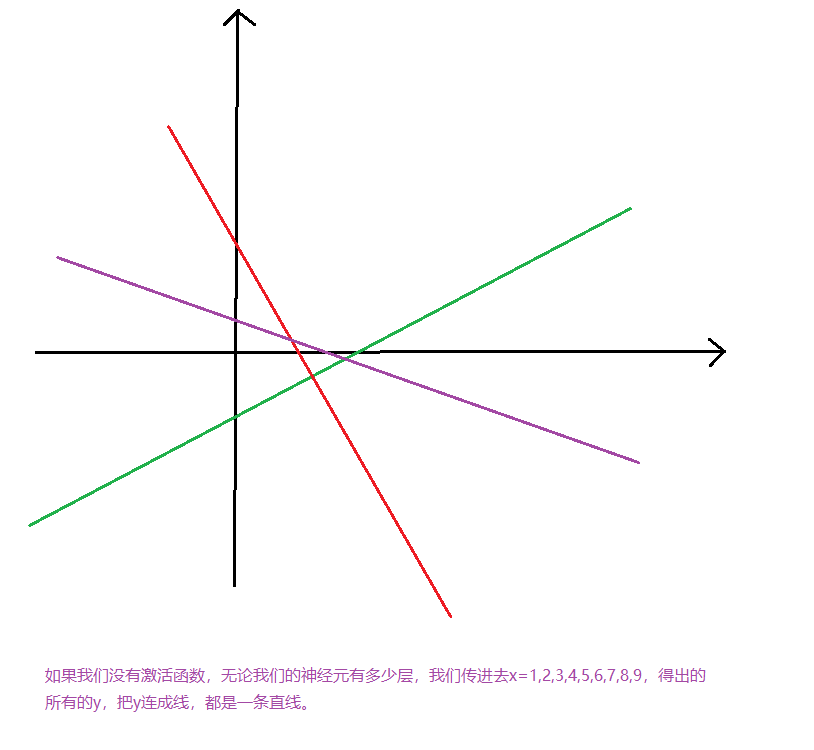 如果我们没有激活函数，无论我们的神经元有多少层，我们传进去x=1,2,3,4,5,6,7,8,9，得出的
所有的y，把y连成线，都是一条直线。